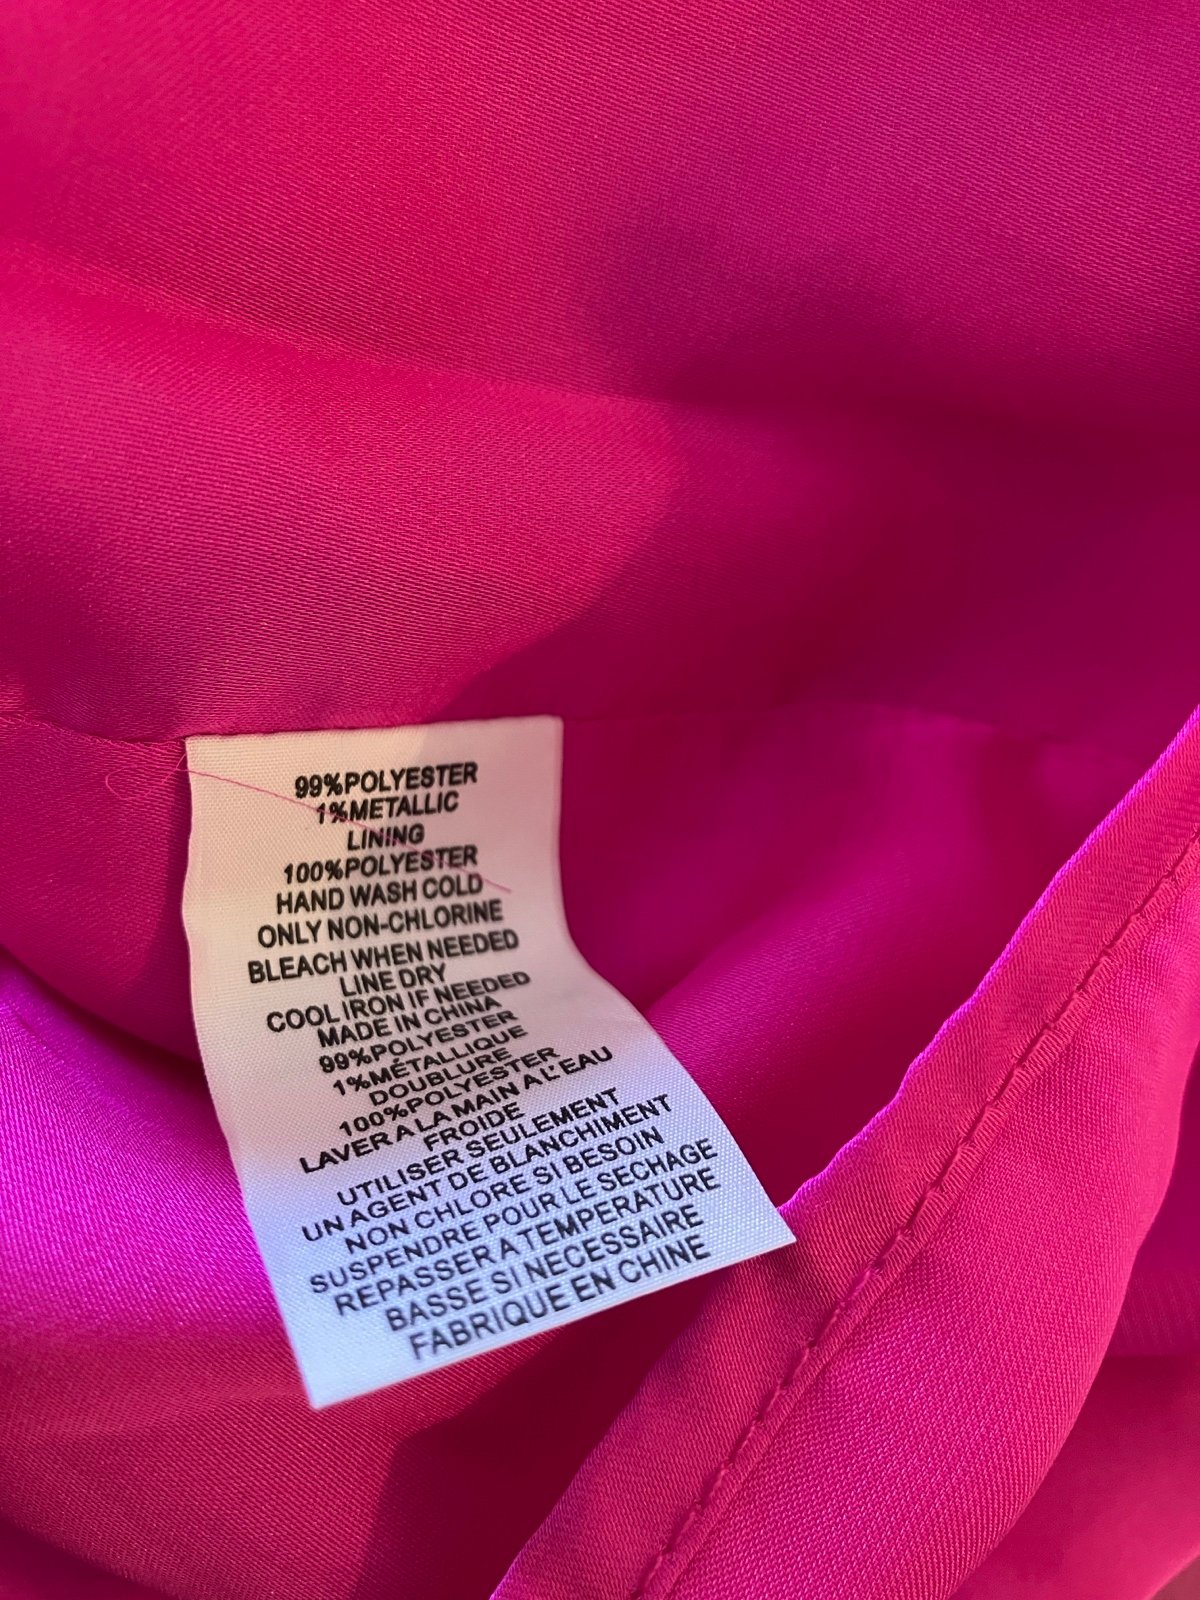 99%POLYESTER
1%METALLIC
LINING
100%POLYESTER
HAND WASH COLD
ONLY NON-CHLORINE
BLEACH WHEN NEEDED
LINE DRY
COOL IRON IF NEEDED
MADE IN CHINA
99%POLYESTER
1%MÉTALLIQUE
DOUBLURE
100%POLYESTER
LAVER A LA MAIN A L'EAU
FROIDE
UTILISER SEULEMENT
UN AGENT DE BLANCHIMENT
NON CHLORE SI BESOIN
SUSPENDRE POUR LE SECHAGE
REPASSER A TEMPERATURE
BASSE SI NECESSAIRE
FABRIQUE EN CHINE